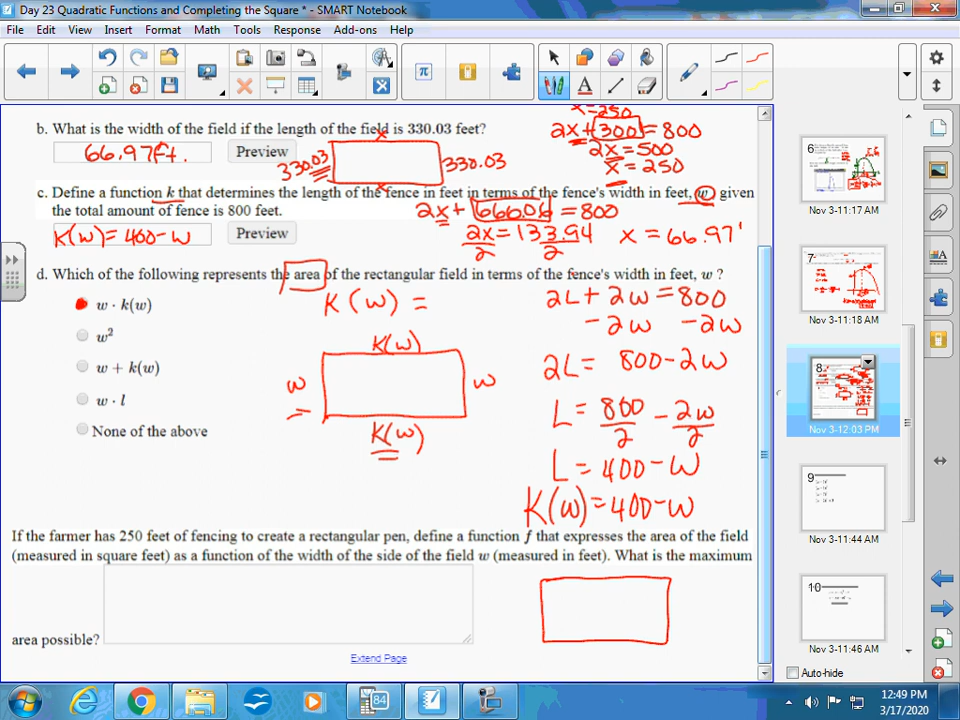 Day 23 Quadratic Functions and Completing the Square * - SMART Notebook
File Edit View Insert Format Math Tools Response Add-ons Help
x=250
b. What is the width of the field if the length of the field is 330.03 feet?
2x+300=800
66.97Ft. Preview
x
330.03 330.03
x
2x=500
x=250
c. Define a function k that determines the length of the fence in feet in terms of the fence's width in feet, w given
the total amount of fence is 800 feet.
2x+666.06=800
K(w)=400-w Preview
2x=133.94 x=66.97'
2 2
d. Which of the following represents the area of the rectangular field in terms of the fence's width in feet, w ?
w · k(w)
w²
w + k(w)
w · l
None of the above
K(w)=
K(w)
w w
K(w)
2L+2w=800
-2w -2w
2L= 800-2w
L= 800 - 2w
2 2
L=400-w
K(w)=400-w
If the farmer has 250 feet of fencing to create a rectangular pen, define a function f that expresses the area of the field
(measured in square feet) as a function of the width of the side of the field w (measured in feet). What is the maximum
area possible?
Extend Page
6
Nov 3-11:17 AM
7
Nov 3-11:18 AM
8
Nov 3-12:03 PM
9
Nov 3-11:44 AM
10
Nov 3-11:46 AM
Auto-hide
84
12:49 PM
3/17/2020